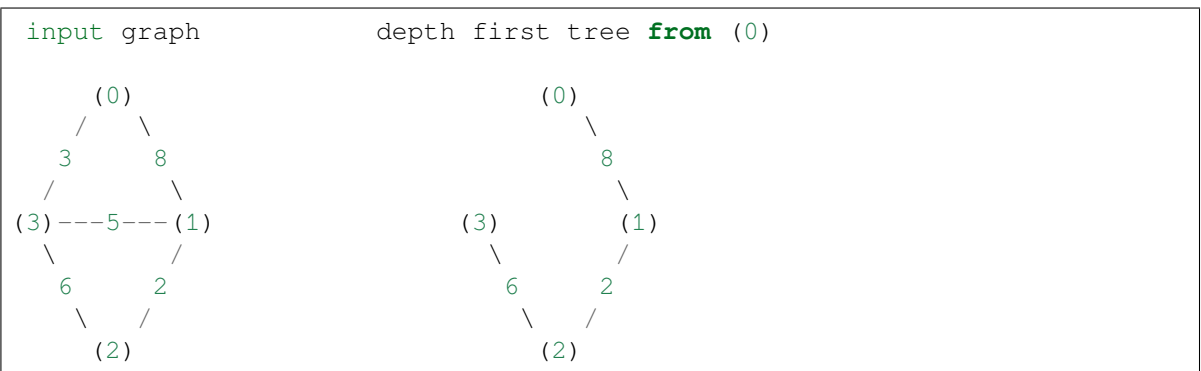 input graph            depth first tree from (0)

     (0)                         (0)
    /   \                           \
   3     8                           8
  /       \                           \
(3)---5---(1)               (3)       (1)
  \       /                   \       /
   6     2                     6     2
    \   /                       \   /
     (2)                         (2)